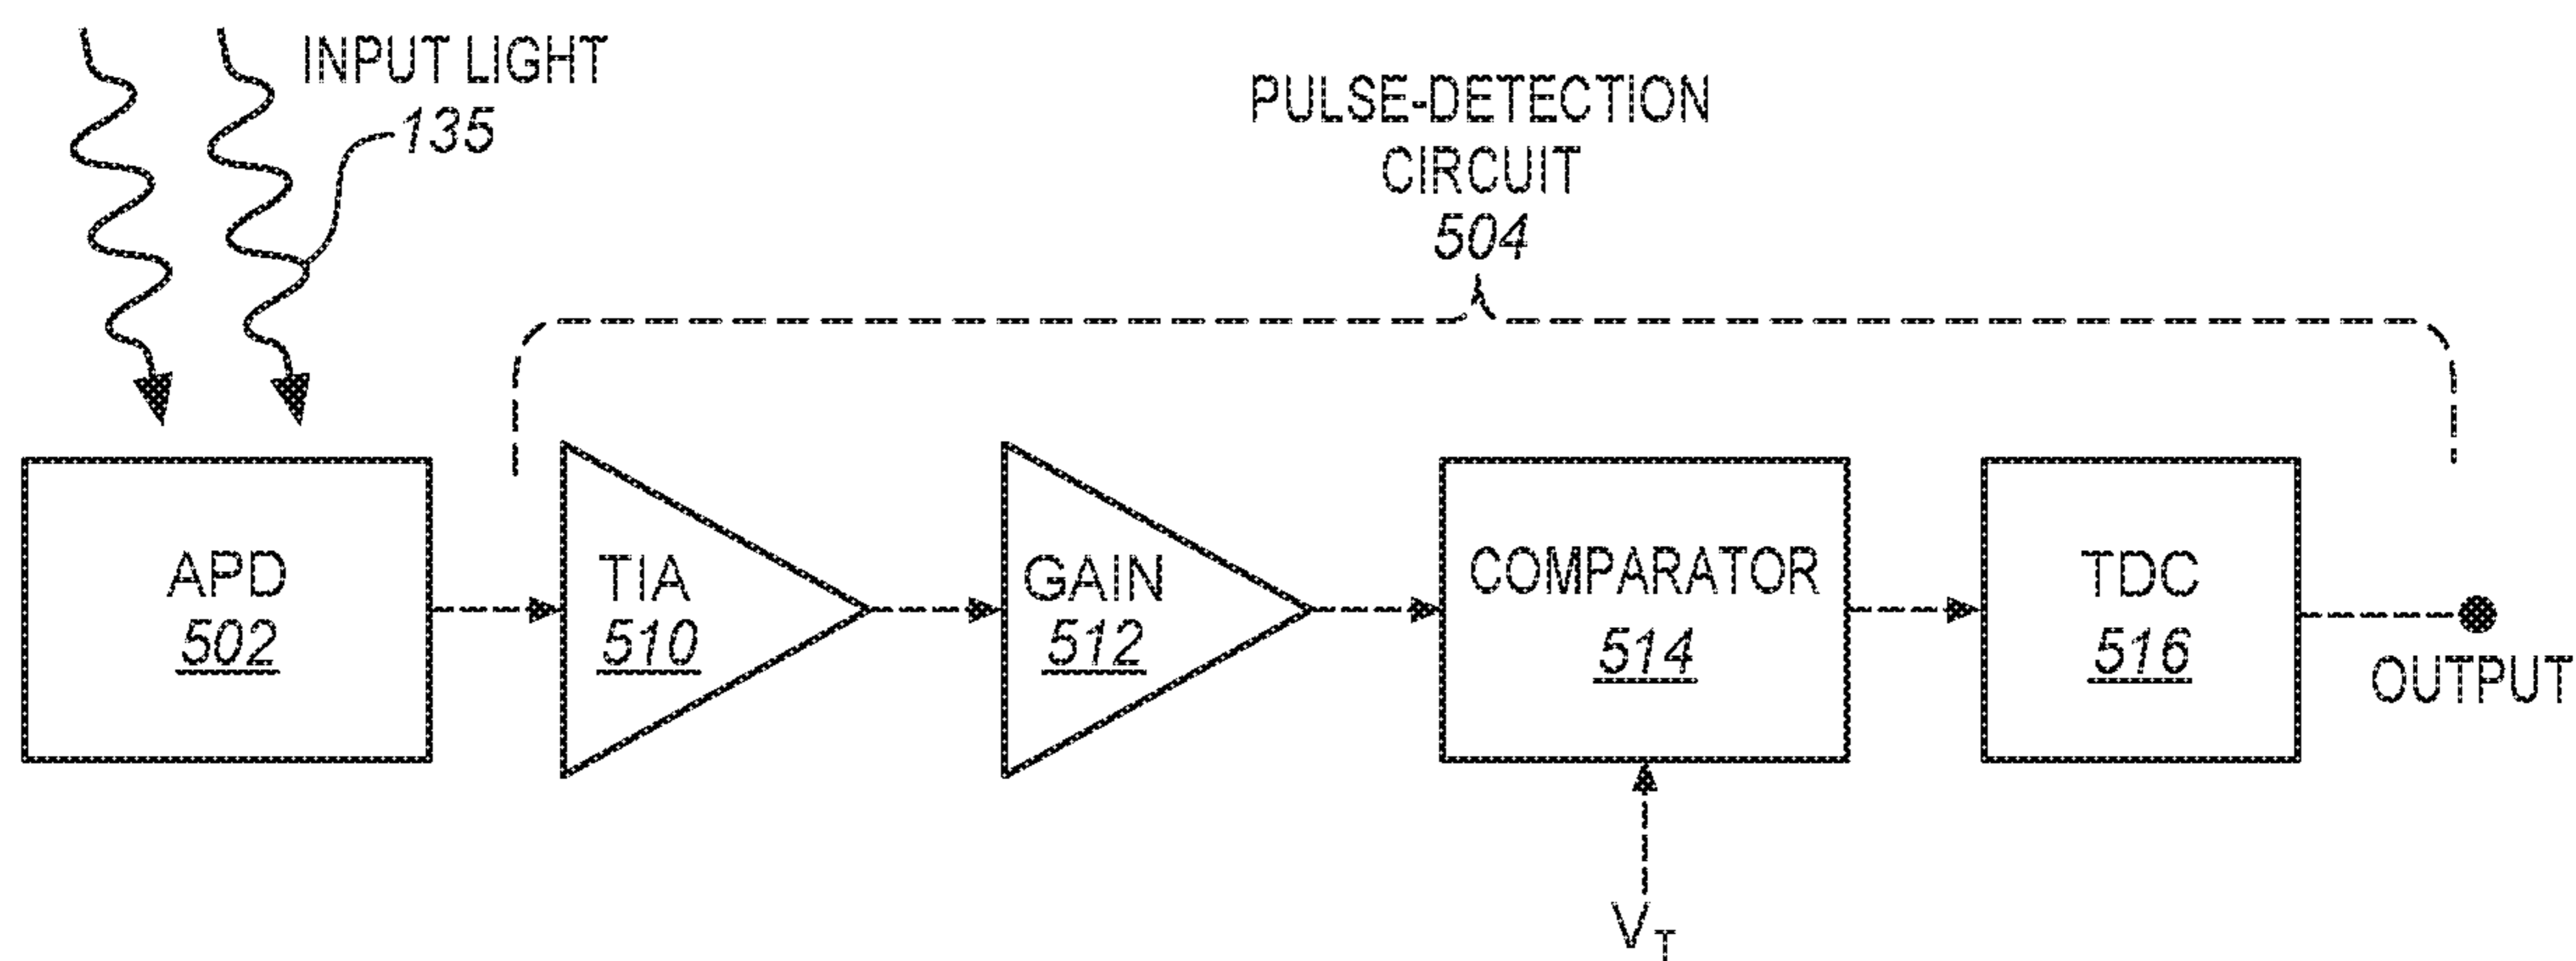 INPUT LIGHT
135
PULSE-DETECTION
CIRCUIT
504
APD
502
TIA
510
GAIN
512
COMPARATOR
514
TDC
516
OUTPUT
VT